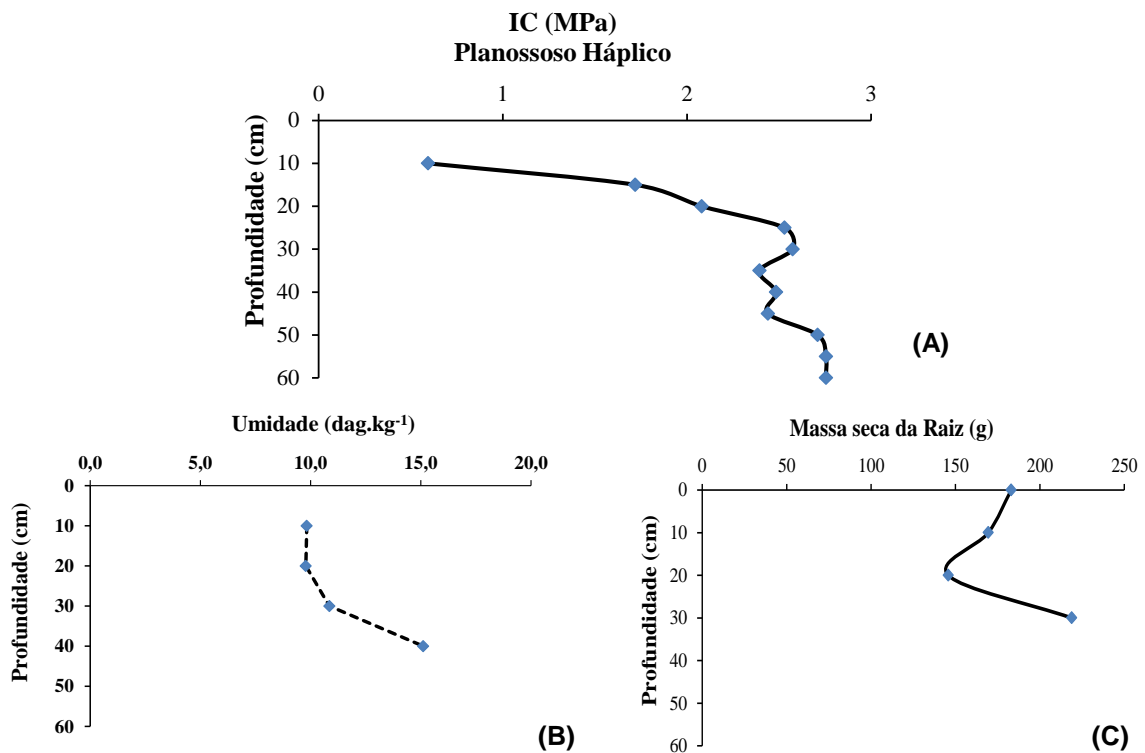 IC (MPa)
Planossoso Háplico
0 1 2 3
Profundidade (cm)
0
10
20
30
40
50
60
(A)
Umidade (dag.kg⁻¹)
0,0 5,0 10,0 15,0 20,0
Profundidade (cm)
0
10
20
30
40
50
60
(B)
Massa seca da Raiz (g)
0 50 100 150 200 250
Profundidade (cm)
0
10
20
30
40
50
60
(C)